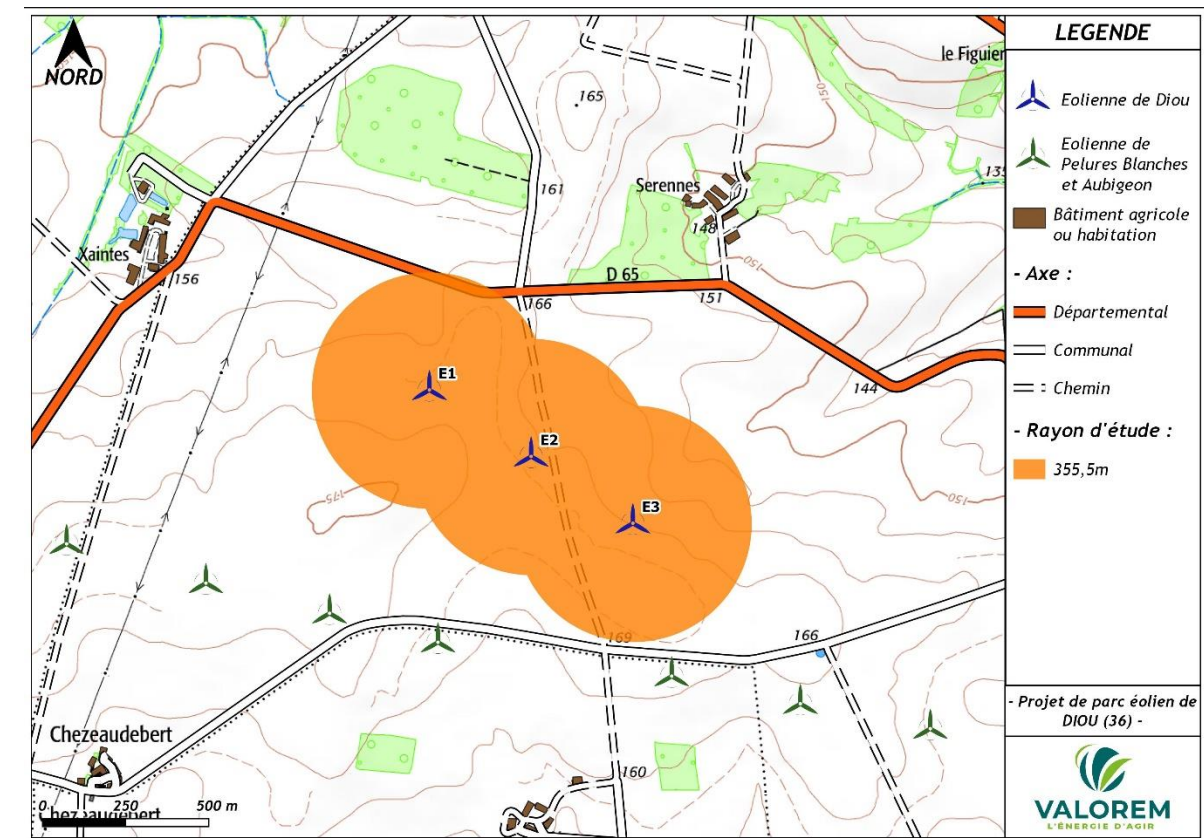 NORD
le Figuier
165
150
161
Serennes
148
135
Xaintes
156
D 65
166
151
150
144
E1
E2
E3
175
150
169
166
Chezeaudebert
160
0 250 500 m
Chezeaudebert
LEGENDE
Eolienne de Diou
Eolienne de
Pelures Blanches
et Aubigeon
Bâtiment agricole
ou habitation
- Axe :
Départemental
Communal
Chemin
- Rayon d'étude :
355,5m
- Projet de parc éolien de
DIOU (36) -
VALOREM
L'ÉNERGIE D'AGIR